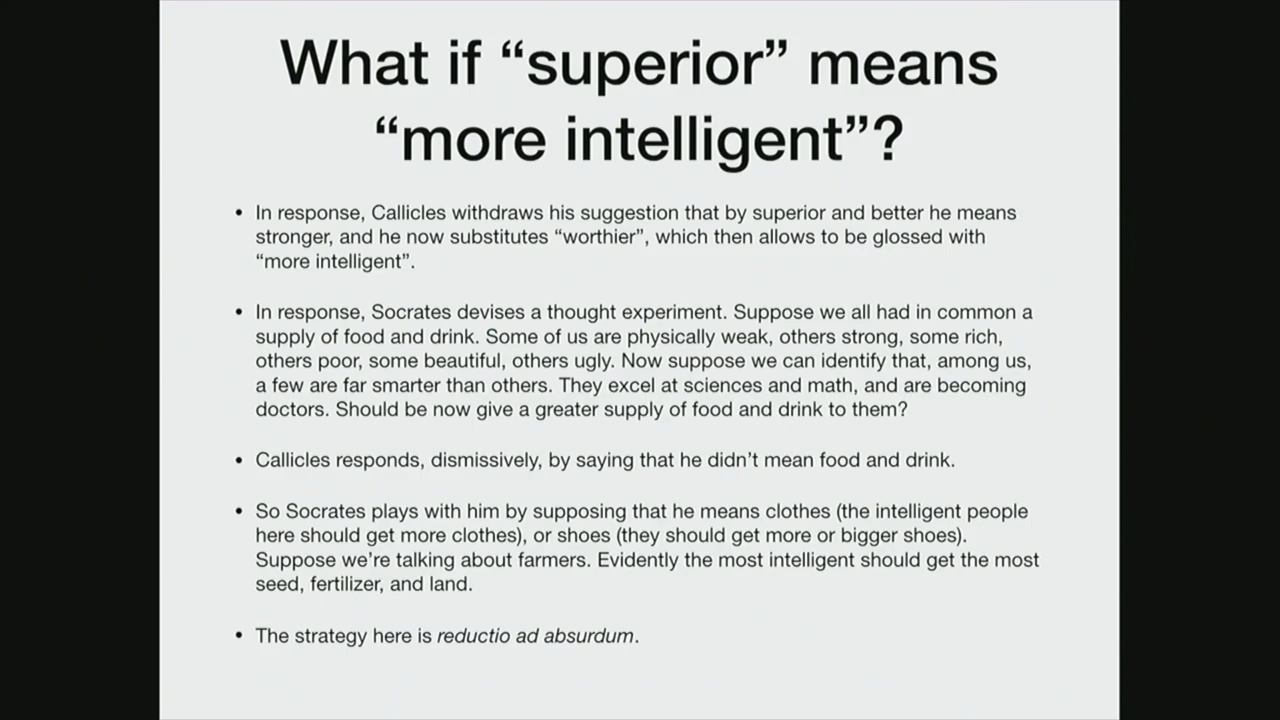 What if “superior” means
“more intelligent”?
• In response, Callicles withdraws his suggestion that by superior and better he means
stronger, and he now substitutes “worthier”, which then allows to be glossed with
“more intelligent”.
• In response, Socrates devises a thought experiment. Suppose we all had in common a
supply of food and drink. Some of us are physically weak, others strong, some rich,
others poor, some beautiful, others ugly. Now suppose we can identify that, among us,
a few are far smarter than others. They excel at sciences and math, and are becoming
doctors. Should be now give a greater supply of food and drink to them?
• Callicles responds, dismissively, by saying that he didn’t mean food and drink.
• So Socrates plays with him by supposing that he means clothes (the intelligent people
here should get more clothes), or shoes (they should get more or bigger shoes).
Suppose we’re talking about farmers. Evidently the most intelligent should get the most
seed, fertilizer, and land.
• The strategy here is reductio ad absurdum.